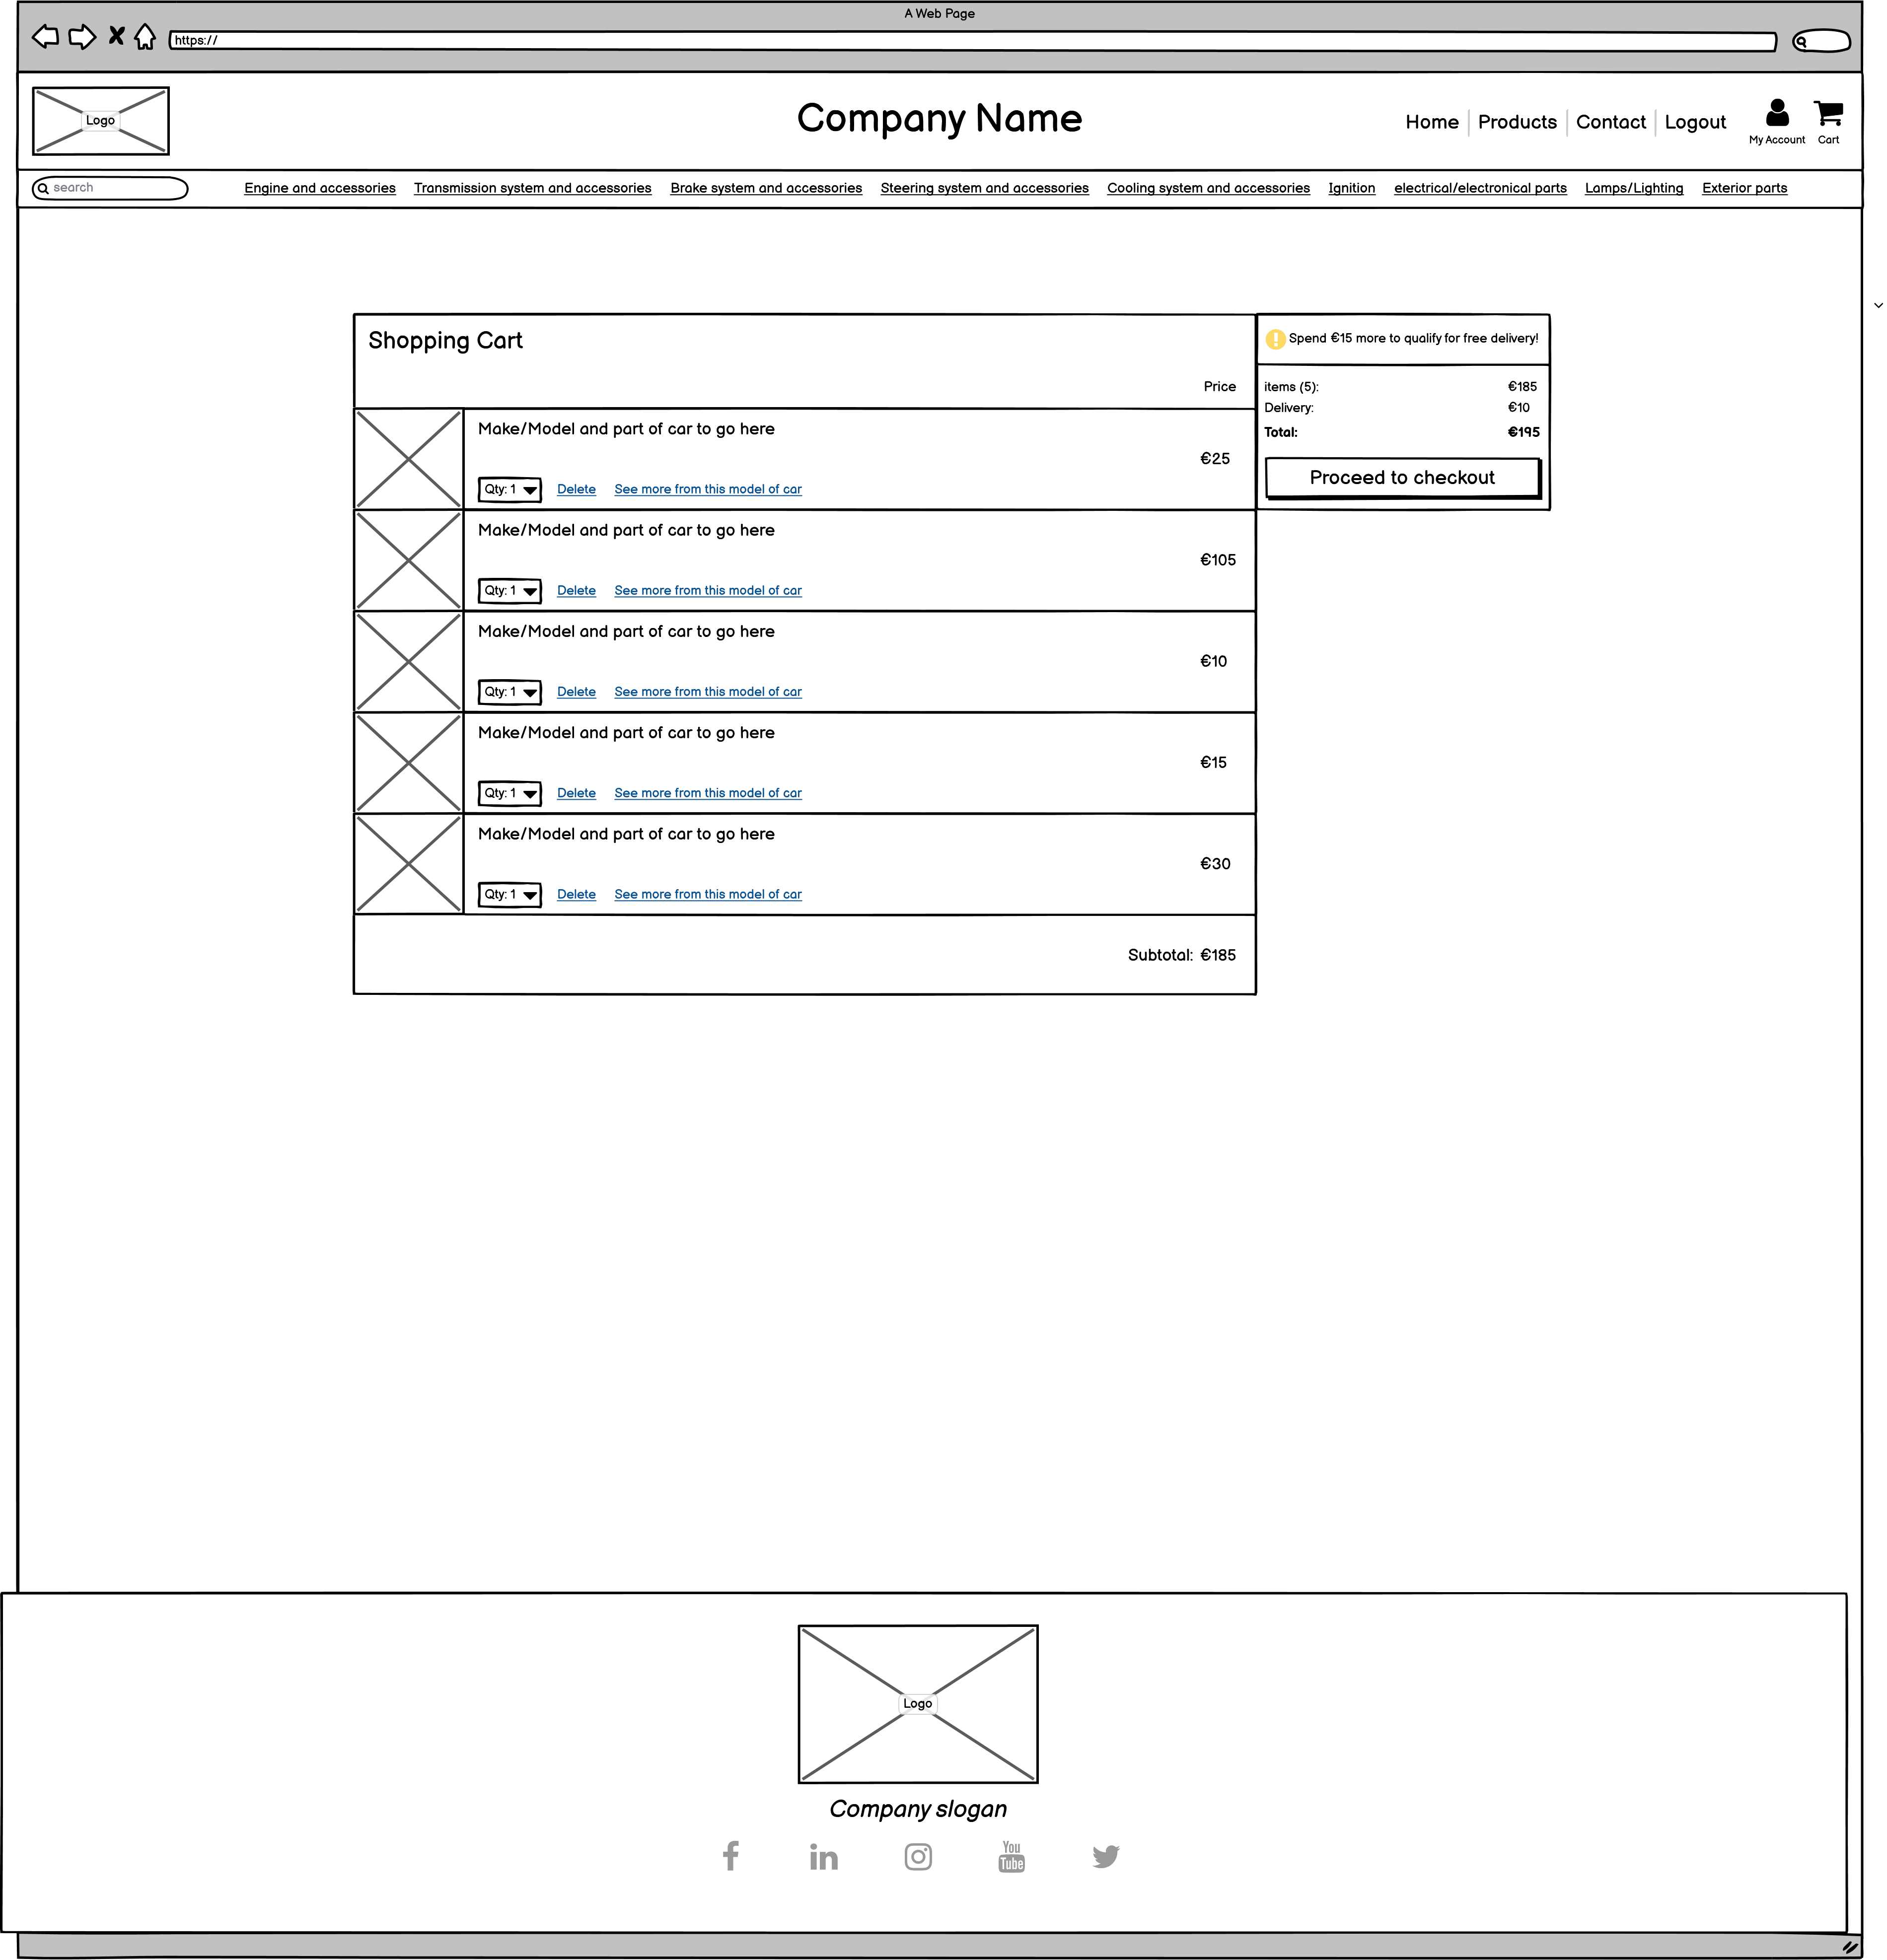 A Web Page
https://
Logo
Company Name
Home Products Contact Logout
My Account Cart
search
Engine and accessories Transmission system and accessories Brake system and accessories Steering system and accessories Cooling system and accessories Ignition electrical/electronical parts Lamps/Lighting Exterior parts
Shopping Cart
Price
Make/Model and part of car to go here
€25
Qty: 1 Delete See more from this model of car
Make/Model and part of car to go here
€105
Qty: 1 Delete See more from this model of car
Make/Model and part of car to go here
€10
Qty: 1 Delete See more from this model of car
Make/Model and part of car to go here
€15
Qty: 1 Delete See more from this model of car
Make/Model and part of car to go here
€30
Qty: 1 Delete See more from this model of car
Subtotal: €185
Spend €15 more to qualify for free delivery!
items (5): €185
Delivery: €10
Total: €195
Proceed to checkout
Logo
Company slogan
You
Tube